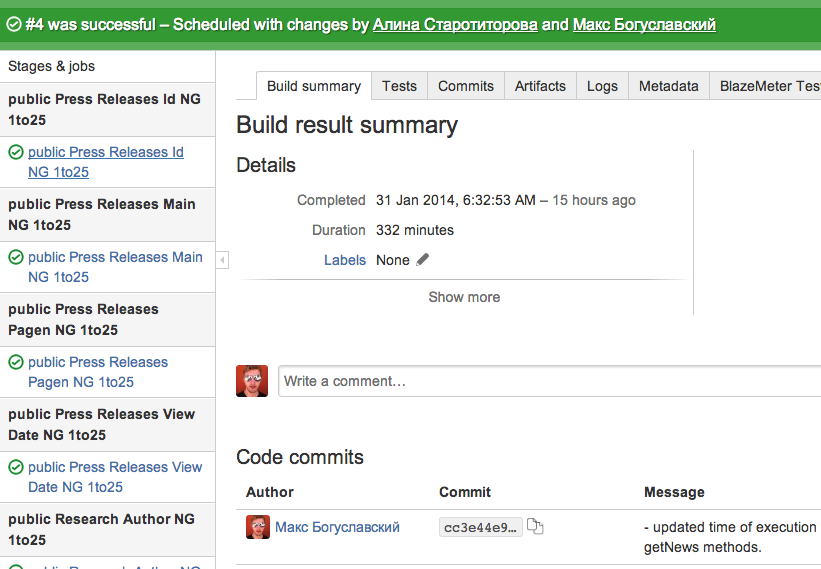 #4 was successful – Scheduled with changes by Алина Старотиторова and Макс Богуславский
Stages & jobs
public Press Releases Id NG
1to25
public Press Releases Id
NG 1to25
public Press Releases Main
NG 1to25
public Press Releases Main
NG 1to25
public Press Releases
Pagen NG 1to25
public Press Releases
Pagen NG 1to25
public Press Releases View
Date NG 1to25
public Press Releases View
Date NG 1to25
public Research Author NG
1to25
Build summary Tests Commits Artifacts Logs Metadata BlazeMeter Test
Build result summary
Details
Completed 31 Jan 2014, 6:32:53 AM – 15 hours ago
Duration 332 minutes
Labels None
Show more
Write a comment…
Code commits
Author Commit Message
Макс Богуславский cc3e44e9… - updated time of execution
getNews methods.